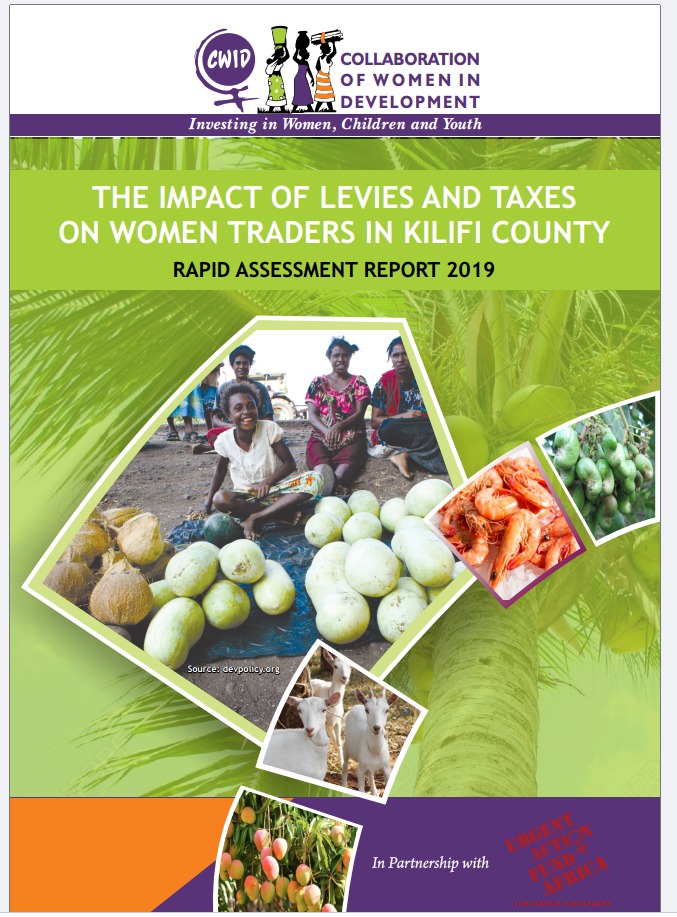 CWID
COLLABORATION
OF WOMEN IN
DEVELOPMENT
Investing in Women, Children and Youth
THE IMPACT OF LEVIES AND TAXES
ON WOMEN TRADERS IN KILIFI COUNTY
RAPID ASSESSMENT REPORT 2019
Source: devpolicy.org
In Partnership with
URGENT
ACTION
FUND
AFRICA